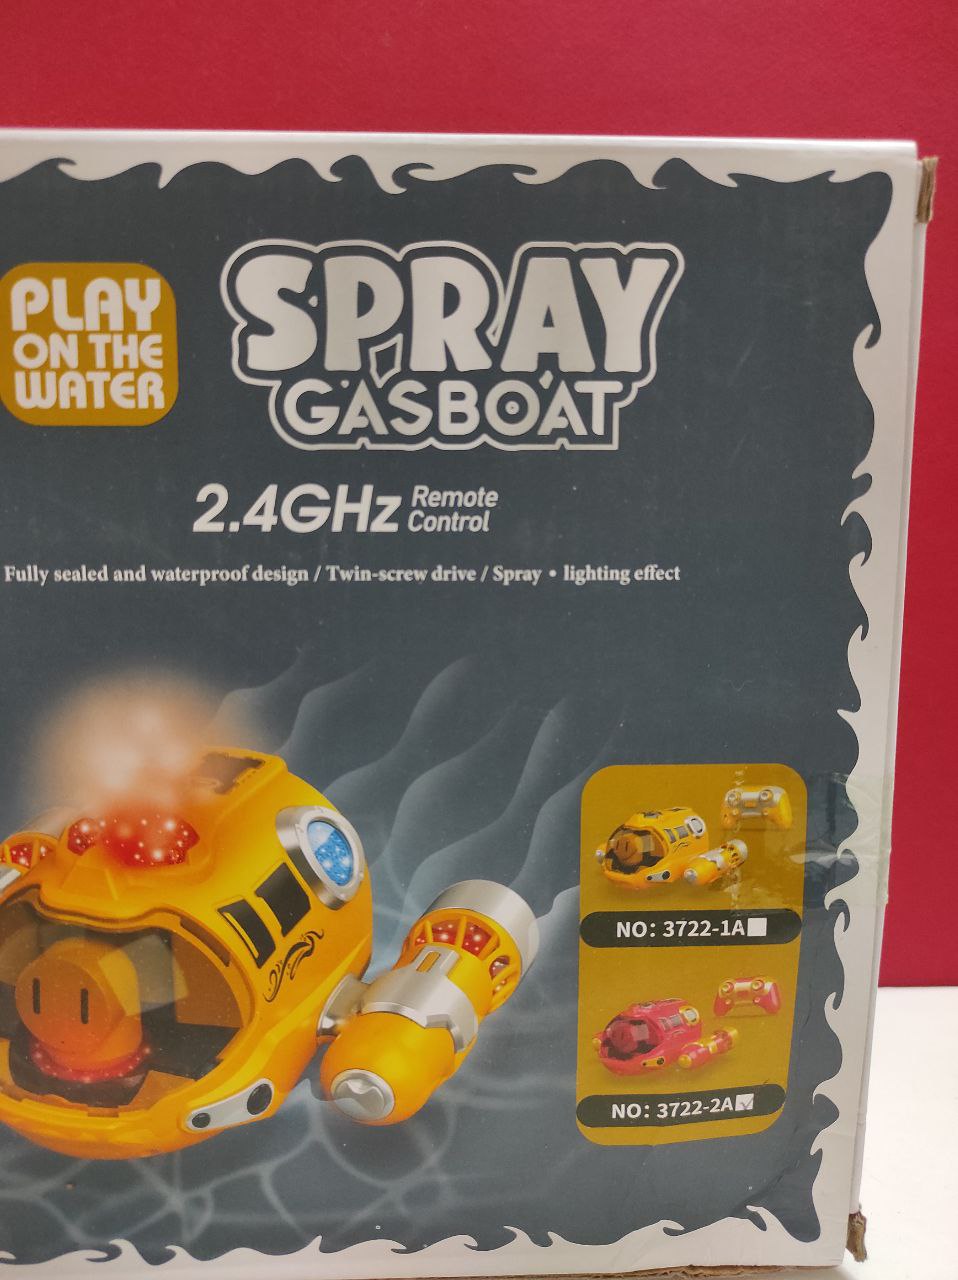 PLAY
ON THE
WATER
SPRAY
GASBOAT
2.4GHz Remote
Control
Fully sealed and waterproof design / Twin-screw drive / Spray • lighting effect
NO: 3722-1A
NO: 3722-2A